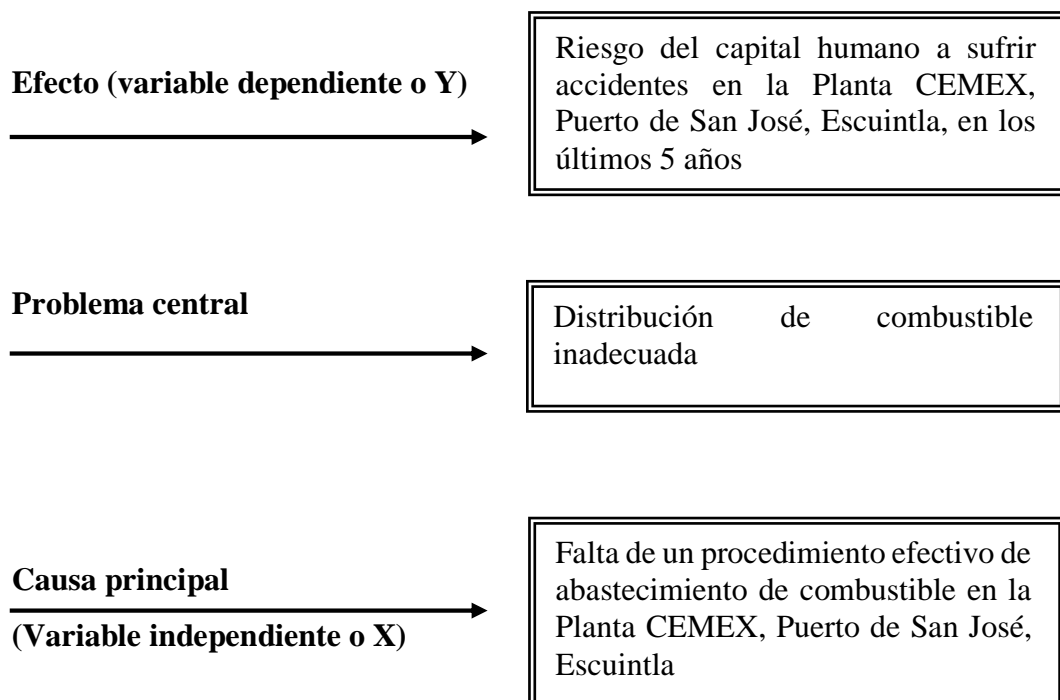 Efecto (variable dependiente o Y)
Riesgo del capital humano a sufrir
accidentes en la Planta CEMEX,
Puerto de San José, Escuintla, en los
últimos 5 años
Problema central
Distribución de combustible
inadecuada
Causa principal
(Variable independiente o X)
Falta de un procedimiento efectivo de
abastecimiento de combustible en la
Planta CEMEX, Puerto de San José,
Escuintla